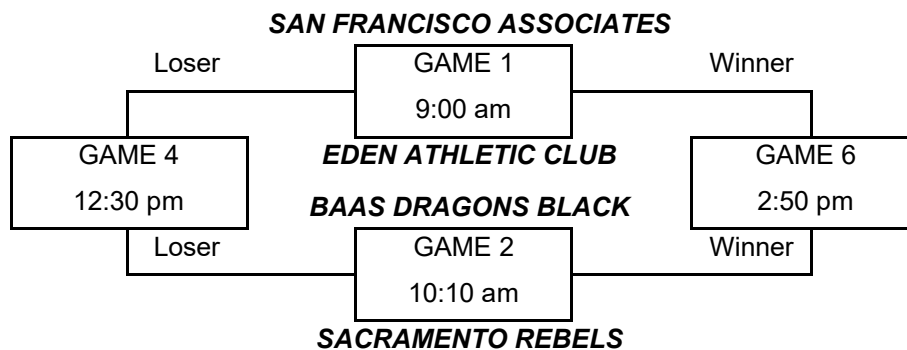 SAN FRANCISCO ASSOCIATES
Loser
GAME 1
Winner
9:00 am
GAME 4
EDEN ATHLETIC CLUB
GAME 6
12:30 pm
BAAS DRAGONS BLACK
2:50 pm
Loser
GAME 2
Winner
10:10 am
SACRAMENTO REBELS